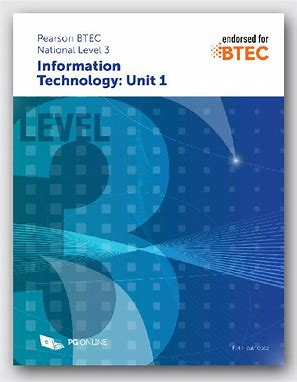 Pearson BTEC
National Level 3
endorsed for
BTEC
Information
Technology: Unit 1
LEVEL
3
PG ONLINE